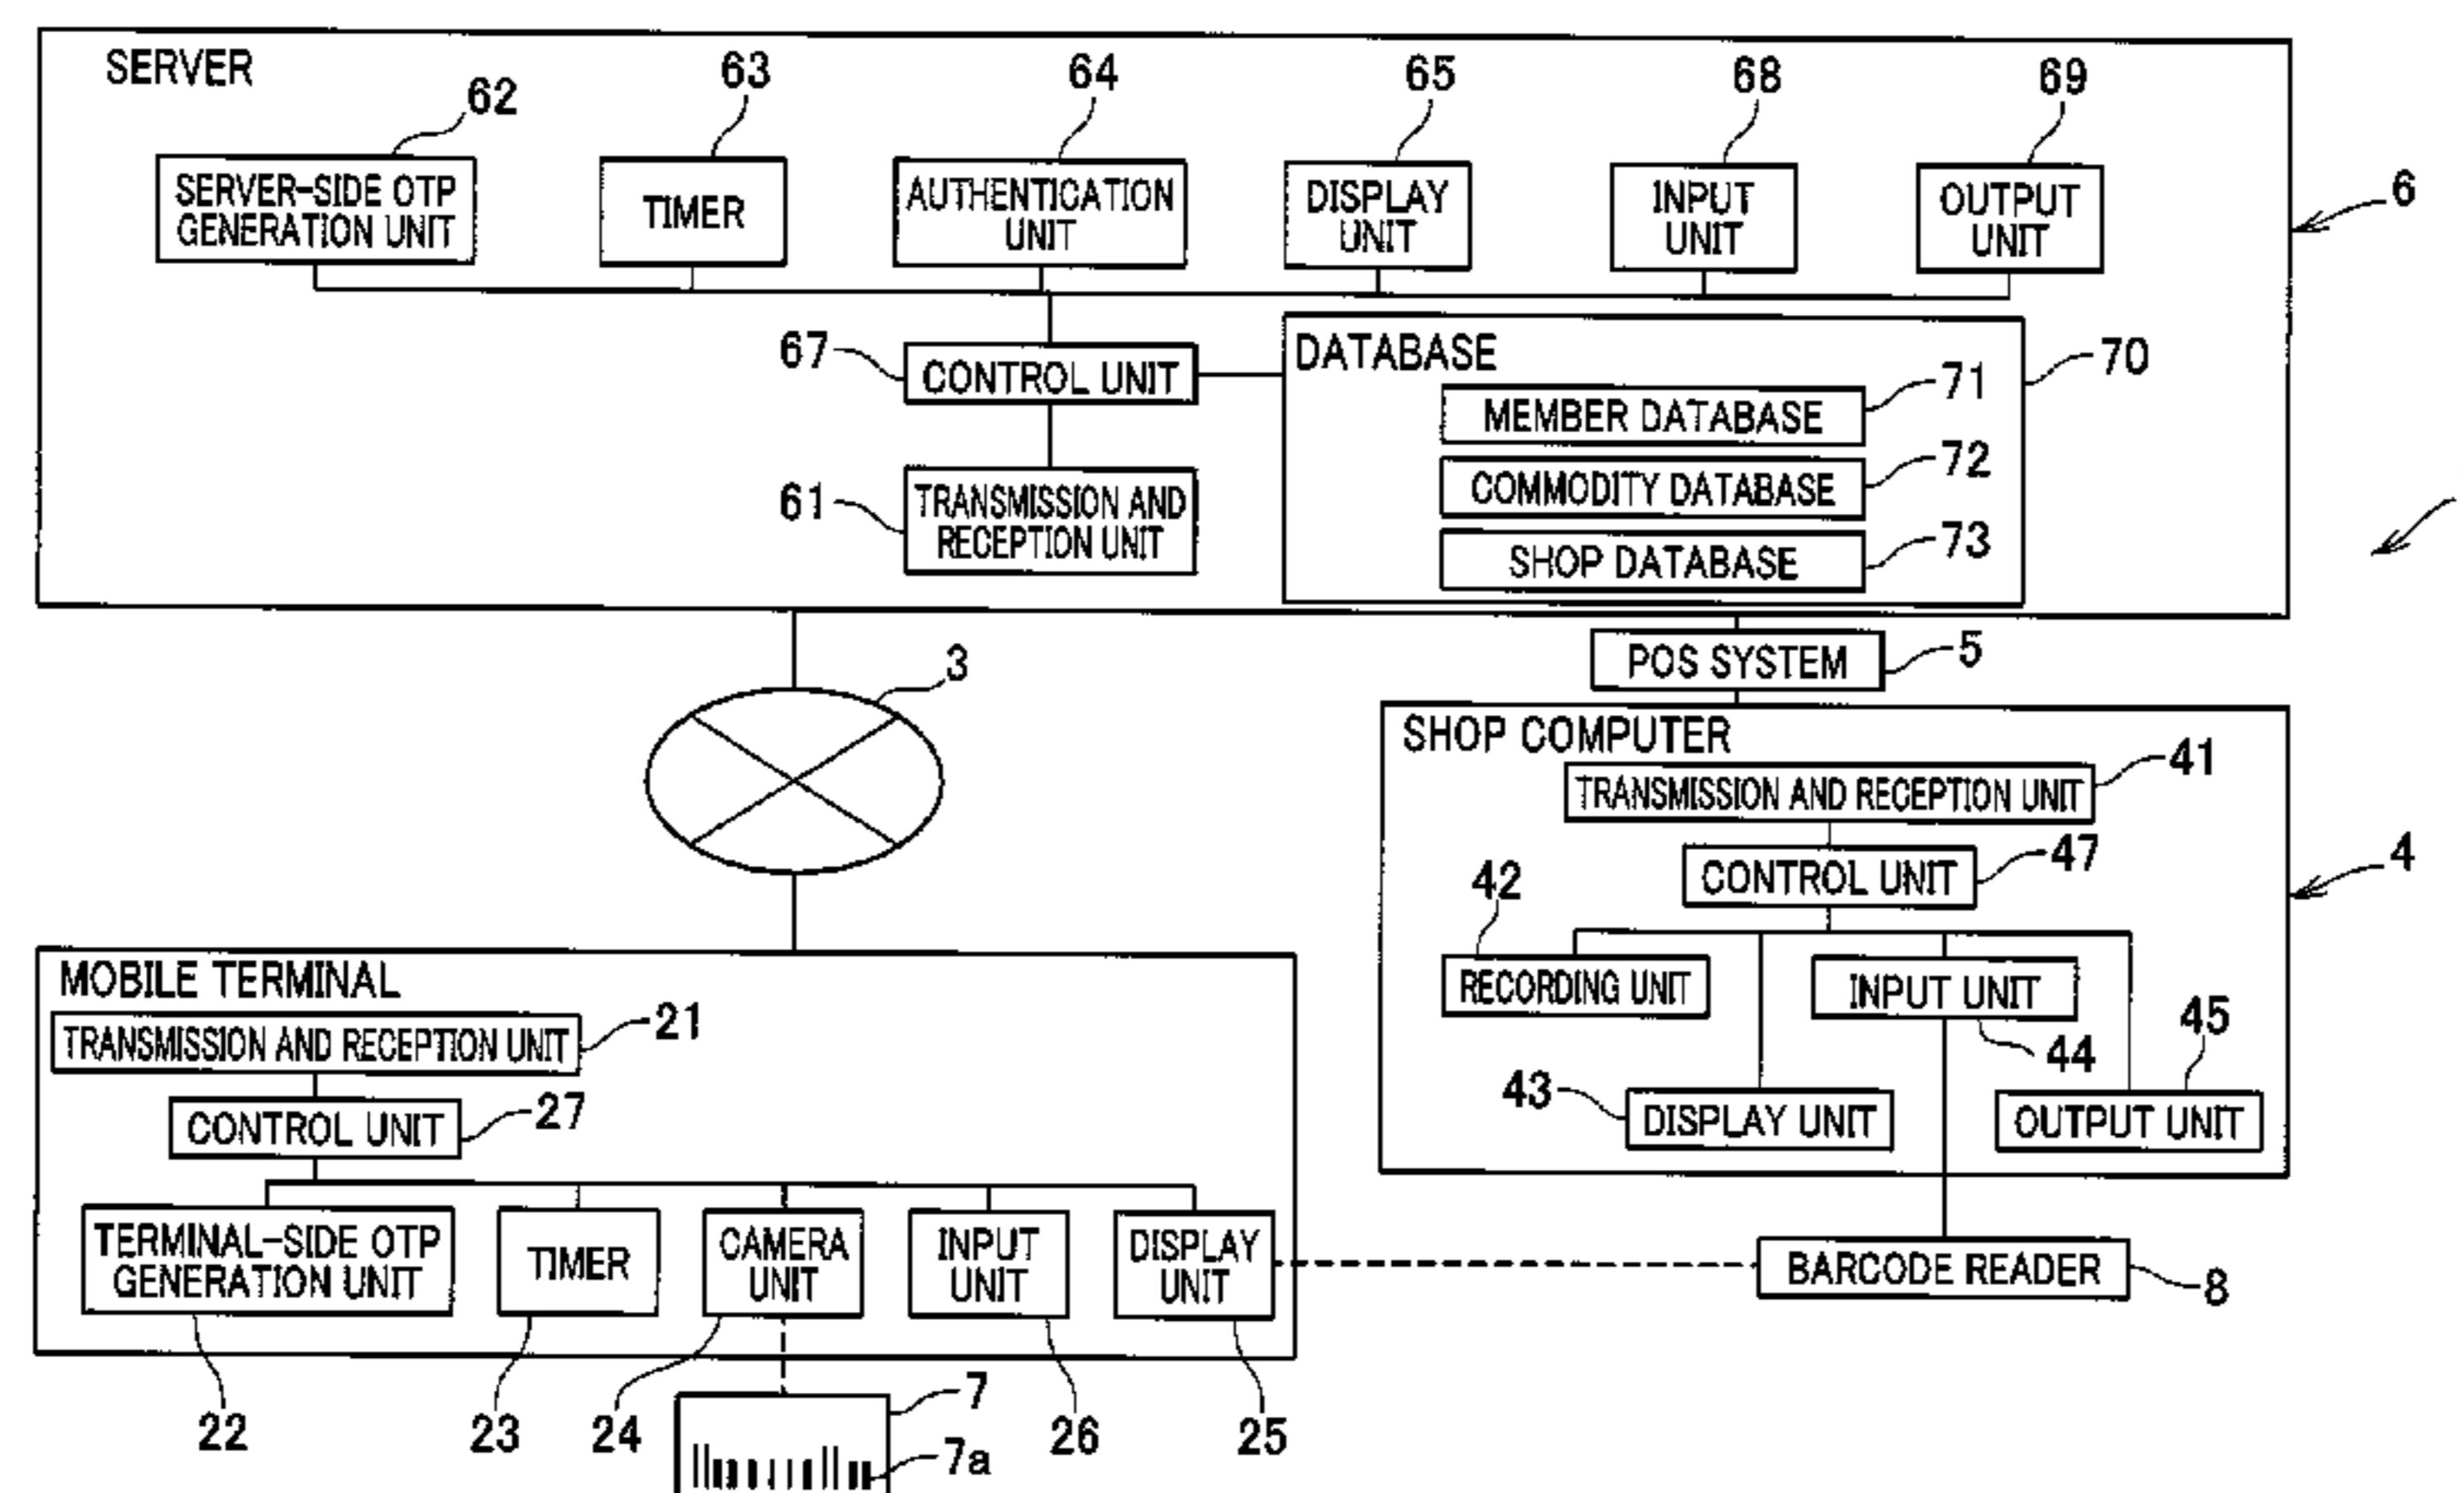 SERVER
62
63
64
65
68
69
SERVER-SIDE OTP
GENERATION UNIT
TIMER
AUTHENTICATION
UNIT
DISPLAY
UNIT
INPUT
UNIT
OUTPUT
UNIT
6
67
CONTROL UNIT
DATABASE
70
MEMBER DATABASE
71
COMMODITY DATABASE
72
SHOP DATABASE
73
61
TRANSMISSION AND
RECEPTION UNIT
3
POS SYSTEM
5
SHOP COMPUTER
TRANSMISSION AND RECEPTION UNIT
41
CONTROL UNIT
47
4
42
RECORDING UNIT
INPUT UNIT
44
45
43
DISPLAY UNIT
OUTPUT UNIT
MOBILE TERMINAL
TRANSMISSION AND RECEPTION UNIT
21
CONTROL UNIT
27
TERMINAL-SIDE OTP
GENERATION UNIT
TIMER
CAMERA
UNIT
INPUT
UNIT
DISPLAY
UNIT
BARCODE READER
8
22
23
24
7
7a
26
25